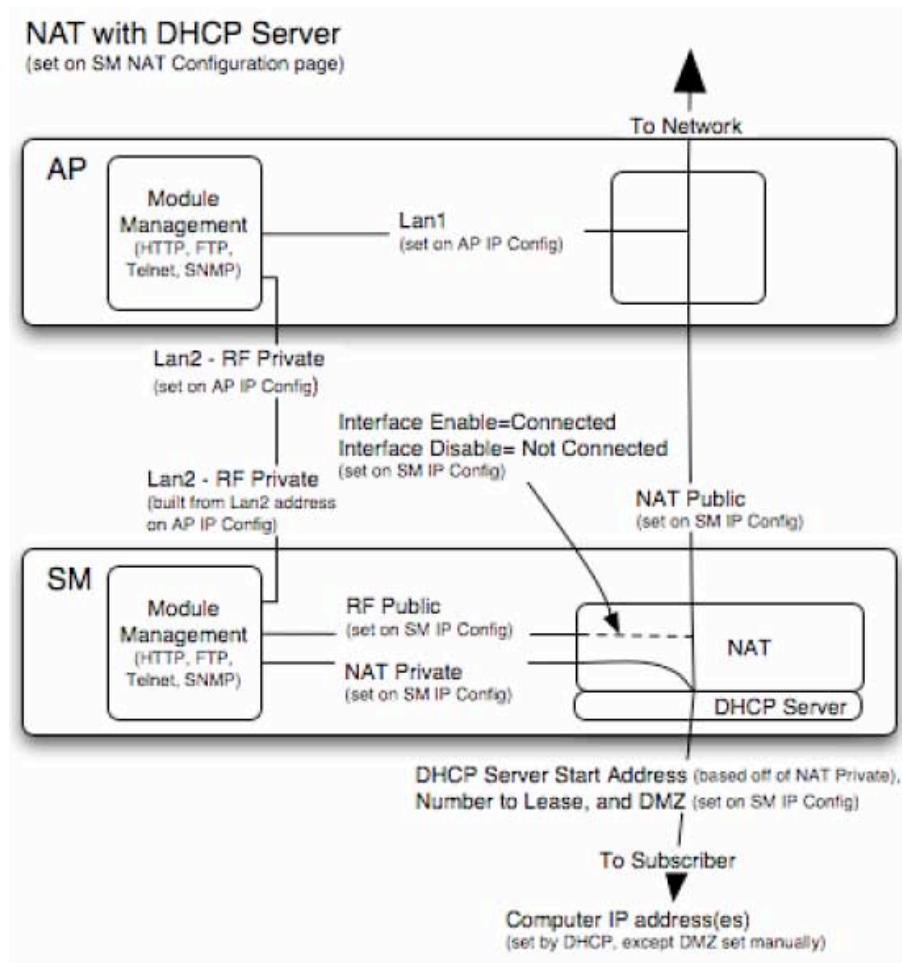 NAT with DHCP Server
(set on SM NAT Configuration page)
To Network
AP
Module
Management
(HTTP, FTP,
Telnet, SNMP)
Lan1
(set on AP IP Config)
Lan2 - RF Private
(set on AP IP Config)
Interface Enable=Connected
Interface Disable= Not Connected
(set on SM IP Config)
Lan2 - RF Private
(built from Lan2 address
on AP IP Config)
NAT Public
(set on SM IP Config)
SM
Module
Management
(HTTP, FTP,
Telnet, SNMP)
RF Public
(set on SM IP Config)
NAT Private
(set on SM IP Config)
NAT
DHCP Server
DHCP Server Start Address (based off of NAT Private),
Number to Lease, and DMZ (set on SM IP Config)
To Subscriber
Computer IP address(es)
(set by DHCP, except DMZ set manually)